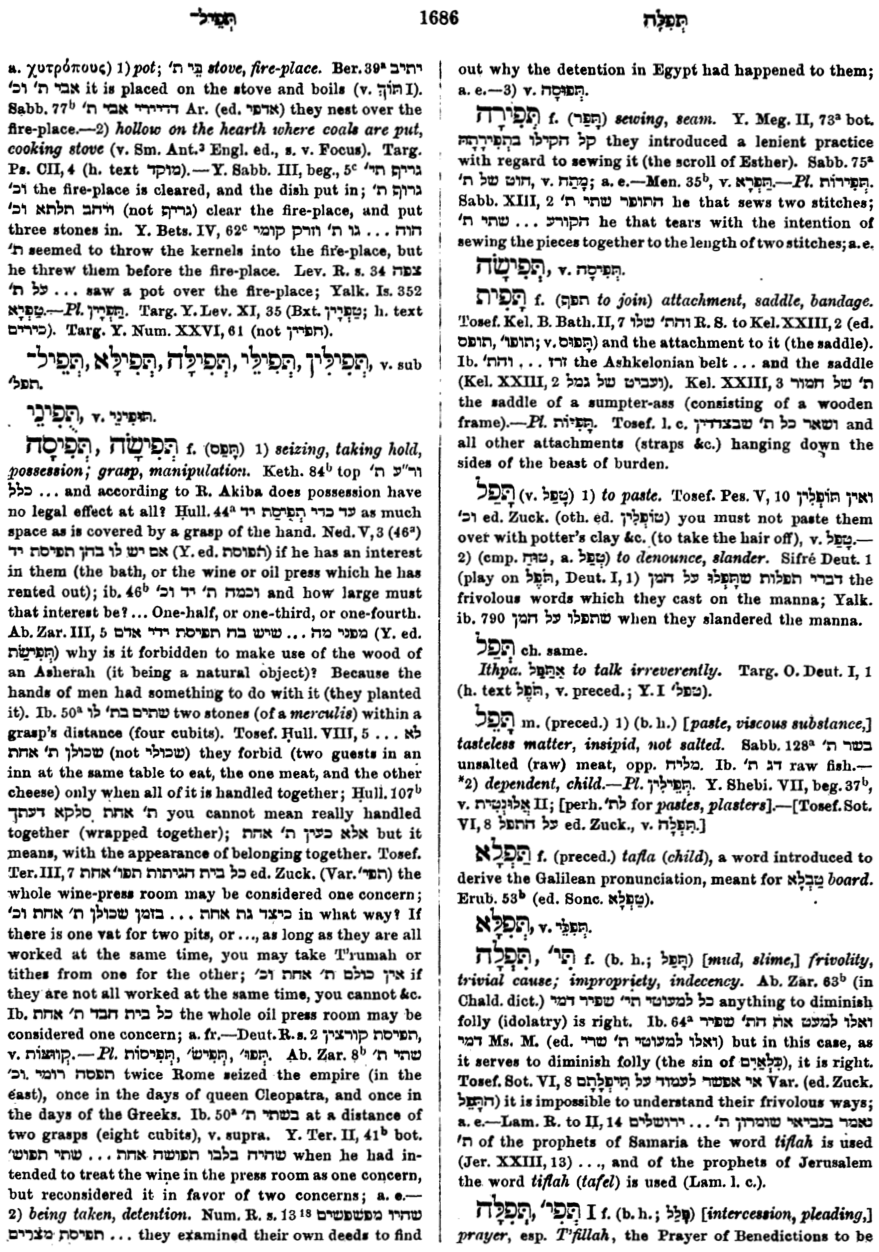 תְּפֵיל־
1686
תְּפִלָּה
a. χυτρόπους) 1) pot; בֵּי ת׳ stove, fire-place. Ber. 39ᵃ יתיב
אבי ת׳ וכ׳ it is placed on the stove and boils (v. תּוֹךְ I).
Sabb. 77ᵇ דדיירי אבי ת׳ Ar. (ed. אדפי) they nest over the
fire-place.—2) hollow on the hearth where coals are put,
cooking stove (v. Sm. Ant.³ Engl. ed., s. v. Focus). Targ.
Ps. CII, 4 (h. text מוקד).—Y. Sabb. III, beg., 5ᶜ גריף תי׳
וכ׳ the fire-place is cleared, and the dish put in; גרוף ת׳
ויהב תלתא וכ׳ (not גריף) clear the fire-place, and put
three stones in. Y. Bets. IV, 62ᶜ הוה ... גו ת׳ וזרק קומי
ת׳ seemed to throw the kernels into the fire-place, but
he threw them before the fire-place. Lev. R. s. 34 צפה
על ת׳ ... saw a pot over the fire-place; Yalk. Is. 352
טְפָיָא.—Pl. תְּפָיִין. Targ. Y. Lev. XI, 35 (Bxt. טְפָיִין; h. text
כירים). Targ. Y. Num. XXVI, 61 (not תפיין).
תְּפִילִּין, תְּפִילָּה, תְּפִילֵּי, תְּפִילָּא, תְּפֵיל־, v. sub
תפל׳.
תֻּפִינֵי, v. תּוּפִינֵי.
תְּפִיסָה, תְּפִישָׂה f. (תָּפַס) 1) seizing, taking hold,
possession; grasp, manipulation. Keth. 84ᵇ top ור״ע ת׳
כלל ... and according to R. Akiba does possession have
no legal effect at all? Ḥull. 44ᵃ עד כדי תְּפִיסַת יד as much
space as is covered by a grasp of the hand. Ned. V, 3 (46ᵃ)
אם יש לו בהן תפיסת יד (Y. ed. תפוסת) if he has an interest
in them (the bath, or the wine or oil press which he has
rented out); ib. 46ᵇ וכמה ת׳ יד וכ׳ and how large must
that interest be? ... One-half, or one-third, or one-fourth.
Ab. Zar. III, 5 מפני מה ... שיש בה תפיסת ידי אדם (Y. ed.
תְּפִישַׂת) why is it forbidden to make use of the wood of
an Asherah (it being a natural object)? Because the
hands of men had something to do with it (they planted
it). Ib. 50ᵃ שתים בת׳ לו two stones (of a merculis) within a
grasp's distance (four cubits). Tosef. Ḥull. VIII, 5 לא ...
שכולן ת׳ אחת (not שכולי) they forbid (two guests in an
inn at the same table to eat, the one meat, and the other
cheese) only when all of it is handled together; Ḥull. 107ᵇ
ת׳ אחת סלקא דעתך you cannot mean really handled
together (wrapped together); אלא כעין ת׳ אחת but it
means, with the appearance of belonging together. Tosef.
Ter. III, 7 כל בית הגיתות תפו׳ אחת ed. Zuck. (Var. תפי׳) the
whole wine-press room may be considered one concern;
כיצד גת אחת ... בזמן שכולן ת׳ אחת וכ׳ in what way? If
there is one vat for two pits, or ..., as long as they are all
worked at the same time, you may take T'rumah or
tithes from one for the other; אין כולם ת׳ אחת וכ׳ if
they are not all worked at the same time, you cannot &c.
Ib. כל בית הבד ת׳ אחת the whole oil press room may be
considered one concern; a. fr.—Deut. R. s. 2 תפיסת קורצין,
v. קוּפְצוּת.—Pl. תְּפִיסוֹת, תְּפִישׂ׳, תְּפוּ׳. Ab. Zar. 8ᵇ שתי ת׳
תפסה רומי וכ׳ twice Rome seized the empire (in the
east), once in the days of queen Cleopatra, and once in
the days of the Greeks. Ib. 50ᵃ בשתי ת׳ at a distance of
two grasps (eight cubits), v. supra. Y. Ter. II, 41ᵇ bot.
שהיה בלבו תפושה אחת ... שתי תפוש׳ when he had in-
tended to treat the wine in the press room as one concern,
but reconsidered it in favor of two concerns; a. e.—
2) being taken, detention. Num. R. s. 13¹⁸ שהיו מפשפשים
תפיסת מצרים ... they examined their own deeds to find
out why the detention in Egypt had happened to them;
a. e.—3) v. תְּפוּסָה.
תְּפִירָה f. (תָּפַר) sewing, seam. Y. Meg. II, 73ᵃ bot.
קל הקילו בתְפִירָתָהּ they introduced a lenient practice
with regard to sewing it (the scroll of Esther). Sabb. 75ᵃ
חוט של ת׳, v. מָתַח; a. e.—Men. 35ᵇ, v. תִּפְרָא.—Pl. תְּפִירוֹת.
Sabb. XIII, 2 התופר שתי ת׳ he that sews two stitches;
הקורע ... שתי ת׳ he that tears with the intention of
sewing the pieces together to the length of two stitches; a. e.
תְּפִישָׂה, v. תְּפִיסָה.
תָּפִית f. (תפף to join) attachment, saddle, bandage.
Tosef. Kel. B. Bath. II, 7 והת׳ שלו R. S. to Kel. XXIII, 2 (ed.
תופו׳, תופס; v. תָּפוּס) and the attachment to it (the saddle).
Ib. זרז ... והת׳ the Ashkelonian belt ... and the saddle
(Kel. XXIII, 2 ועביט של גמל). Kel. XXIII, 3 ת׳ של חמור
the saddle of a sumpter-ass (consisting of a wooden
frame).—Pl. תְּפִיּוֹת. Tosef. l. c. ושאר כל ת׳ שבצדדין and
all other attachments (straps &c.) hanging down the
sides of the beast of burden.
תָּפַל (v. טָפַל) 1) to paste. Tosef. Pes. V, 10 ואין תופלין
וכ׳ ed. Zuck. (oth. ed. טוֹפְלִין) you must not paste them
over with potter's clay &c. (to take the hair off), v. טָפַל.—
2) (cmp. טוּחַ, a. טָפַל) to denounce, slander. Sifré Deut. 1
(play on תֹּפֶל, Deut. I, 1) דברי תפלות שתָּפְלוּ על המן the
frivolous words which they cast on the manna; Yalk.
ib. 790 שתפלו על המן when they slandered the manna.
תְּפַל ch. same.
Ithpa. אִתַּפַּל to talk irreverently. Targ. O. Deut. I, 1
(h. text תֹּפֶל, v. preced.; Y. I טפל׳).
תָּפֵל m. (preced.) 1) (b. h.) [paste, viscous substance,]
tasteless matter, insipid, not salted. Sabb. 128ᵃ בשר ת׳
unsalted (raw) meat, opp. מליח. Ib. דג ת׳ raw fish.—
*2) dependent, child.—Pl. תְּפֵילִין. Y. Shebi. VII, beg. 37ᵇ,
v. אֲלוּנְטִית II; [perh. לת׳ for pastes, plasters].—[Tosef. Sot.
VI, 8 על התפל ed. Zuck., v. תִּפְלָה.]
תַּפְלָא f. (preced.) tafla (child), a word introduced to
derive the Galilean pronunciation, meant for טַבְלָא board.
Erub. 53ᵇ (ed. Sonc. טַפְלָא).
תְּפִלָּא, v. תְּפִלֵּי.
תִּפְלָה, תִּי׳ f. (b. h.; תָּפַל) [mud, slime,] frivolity,
trivial cause; impropriety, indecency. Ab. Zar. 63ᵇ (in
Chald. dict.) כל למעוטי תי׳ שפיר דמי anything to diminish
folly (idolatry) is right. Ib. 64ᵃ ואלו למעט את הת׳ שפיר
דמי Ms. M. (ed. ואלו למעוטי ת׳ שרי) but in this case, as
it serves to diminish folly (the sin of כִּלְאַיִם), it is right.
Tosef. Sot. VI, 8 אי אפשר לעמוד על תִּיפְלָתָם Var. (ed. Zuck.
התפל) it is impossible to understand their frivolous ways;
a. e.—Lam. R. to II, 14 נאמר בנביאי שומרון ת׳ ... ירושלים
ת׳ of the prophets of Samaria the word tiflah is used
(Jer. XXIII, 13) ..., and of the prophets of Jerusalem
the word tiflah (tafel) is used (Lam. l. c.).
תְּפִלָּה, תְּפִי׳ I f. (b. h.; פָּלַל) [intercession, pleading,]
prayer, esp. T'fillah, the Prayer of Benedictions to be